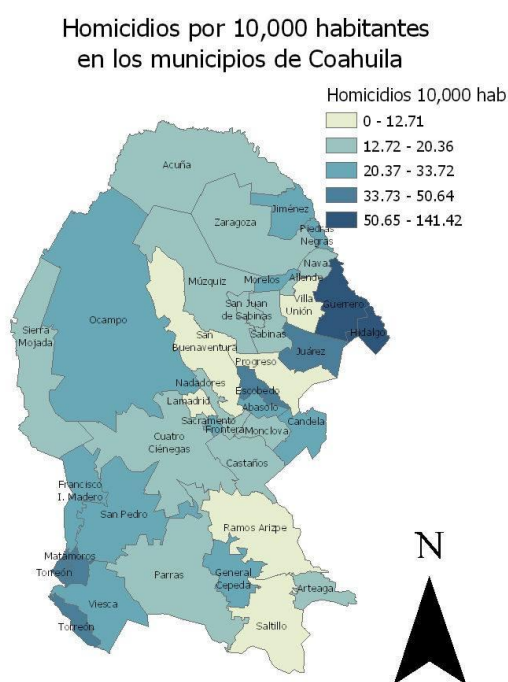 Homicidios por 10,000 habitantes
en los municipios de Coahuila
Homicidios 10,000 hab
0 - 12.71
12.72 - 20.36
20.37 - 33.72
33.73 - 50.64
50.65 - 141.42
Acuña
Zaragoza
Jiménez
Piedras
Negras
Nava
Múzquiz
Morelos
Allende
Villa
Unión
Guerrero
San Juan
de Sabinas
Ocampo
Sierra
Mojada
Sabinas
Hidalgo
San
Buenaventura
Juárez
Progreso
Nadadores
Escobedo
Lamadrid
Abasolo
Sacramento
Candela
Frontera
Monclova
Cuatro
Ciénegas
Castaños
Francisco
I. Madero
San Pedro
Ramos Arizpe
Matamoros
Torreón
Parras
General
Cepeda
Arteaga
Viesca
Torreón
Saltillo
N